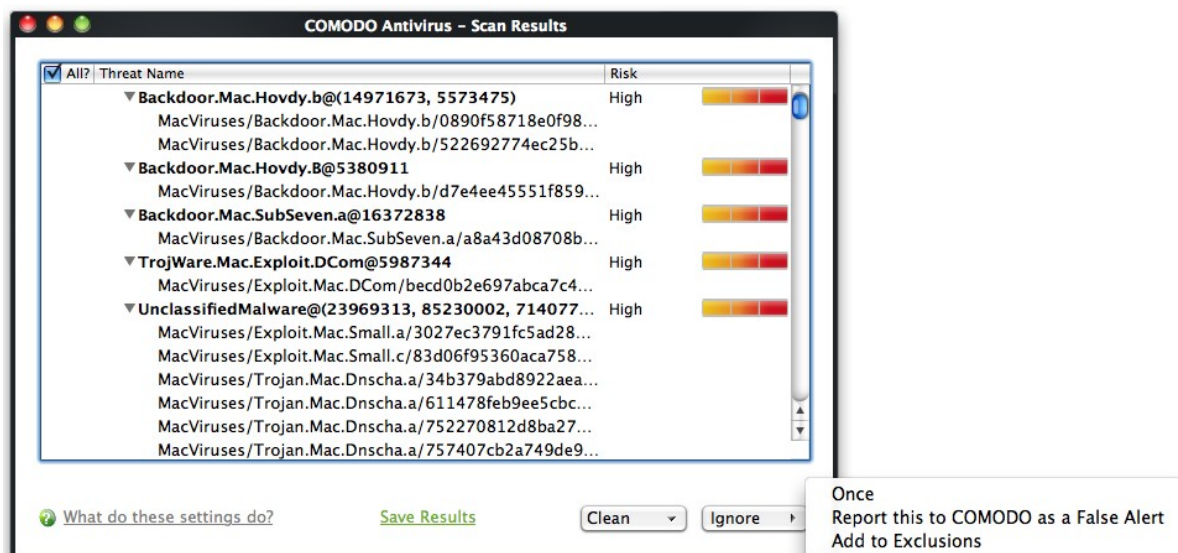 COMODO Antivirus – Scan Results
All? Threat Name Risk
Backdoor.Mac.Hovdy.b@(14971673, 5573475) High
MacViruses/Backdoor.Mac.Hovdy.b/0890f58718e0f98...
MacViruses/Backdoor.Mac.Hovdy.b/522692774ec25b...
Backdoor.Mac.Hovdy.B@5380911 High
MacViruses/Backdoor.Mac.Hovdy.b/d7e4ee45551f859...
Backdoor.Mac.SubSeven.a@16372838 High
MacViruses/Backdoor.Mac.SubSeven.a/a8a43d08708b...
TrojWare.Mac.Exploit.DCom@5987344 High
MacViruses/Exploit.Mac.DCom/becd0b2e697abca7c4...
UnclassifiedMalware@(23969313, 85230002, 714077... High
MacViruses/Exploit.Mac.Small.a/3027ec3791fc5ad28...
MacViruses/Exploit.Mac.Small.c/83d06f95360aca758...
MacViruses/Trojan.Mac.Dnscha.a/34b379abd8922aea...
MacViruses/Trojan.Mac.Dnscha.a/611478feb9ee5cbc...
MacViruses/Trojan.Mac.Dnscha.a/752270812d8ba27...
MacViruses/Trojan.Mac.Dnscha.a/757407cb2a749de9...
What do these settings do? Save Results Clean Ignore
Once
Report this to COMODO as a False Alert
Add to Exclusions